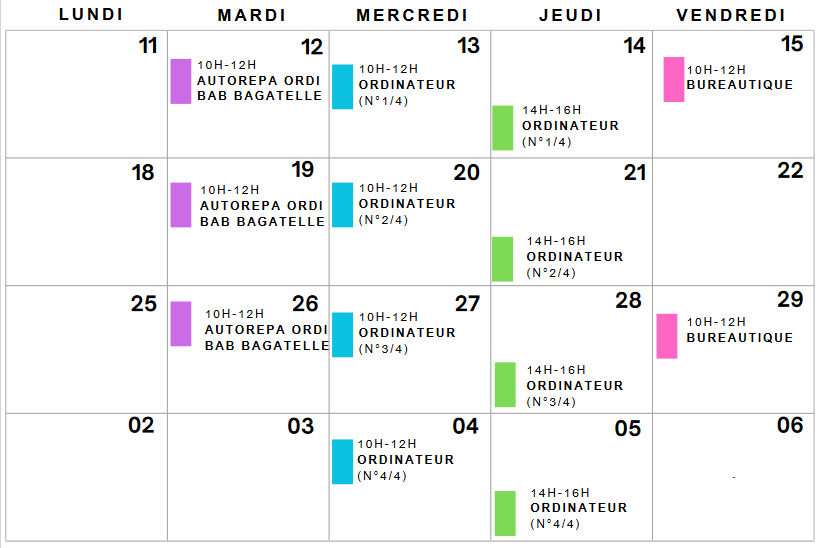 LUNDI MARDI MERCREDI JEUDI VENDREDI
11
12
10H-12H
AUTOREPA ORDI
BAB BAGATELLE
13
10H-12H
ORDINATEUR
(N°1/4)
14
14H-16H
ORDINATEUR
(N°1/4)
15
10H-12H
BUREAUTIQUE
18
19
10H-12H
AUTOREPA ORDI
BAB BAGATELLE
20
10H-12H
ORDINATEUR
(N°2/4)
21
14H-16H
ORDINATEUR
(N°2/4)
22
25
26
10H-12H
AUTOREPA ORDI
BAB BAGATELLE
27
10H-12H
ORDINATEUR
(N°3/4)
28
14H-16H
ORDINATEUR
(N°3/4)
29
10H-12H
BUREAUTIQUE
02
03
04
10H-12H
ORDINATEUR
(N°4/4)
05
14H-16H
ORDINATEUR
(N°4/4)
06